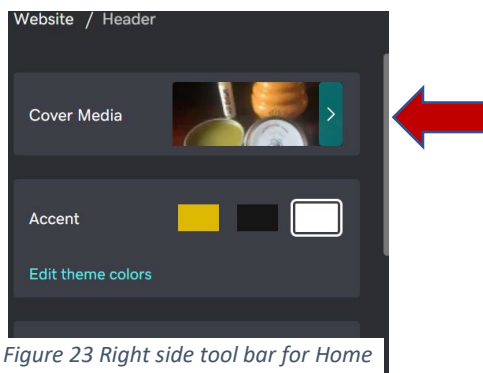 Website / Header
Cover Media
Accent
Edit theme colors
Figure 23 Right side tool bar for Home